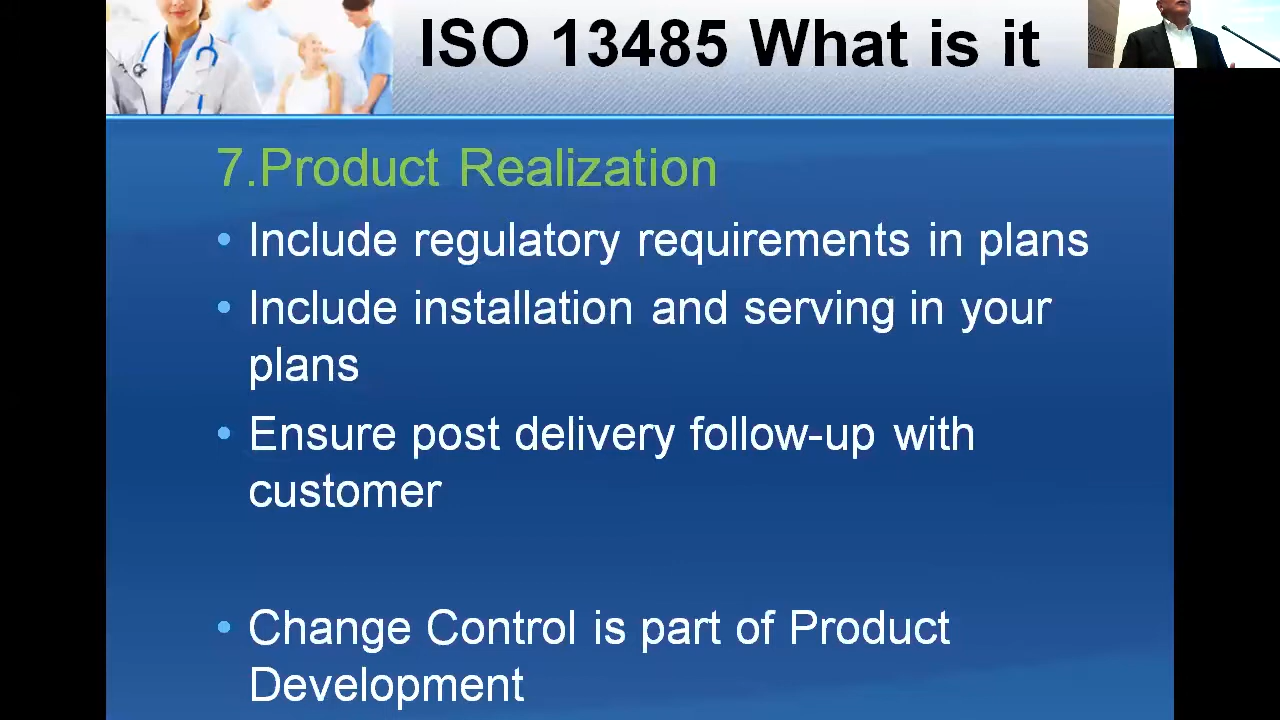 ISO 13485 What is it
7.Product Realization
• Include regulatory requirements in plans
• Include installation and serving in your
plans
• Ensure post delivery follow-up with
customer
• Change Control is part of Product
Development